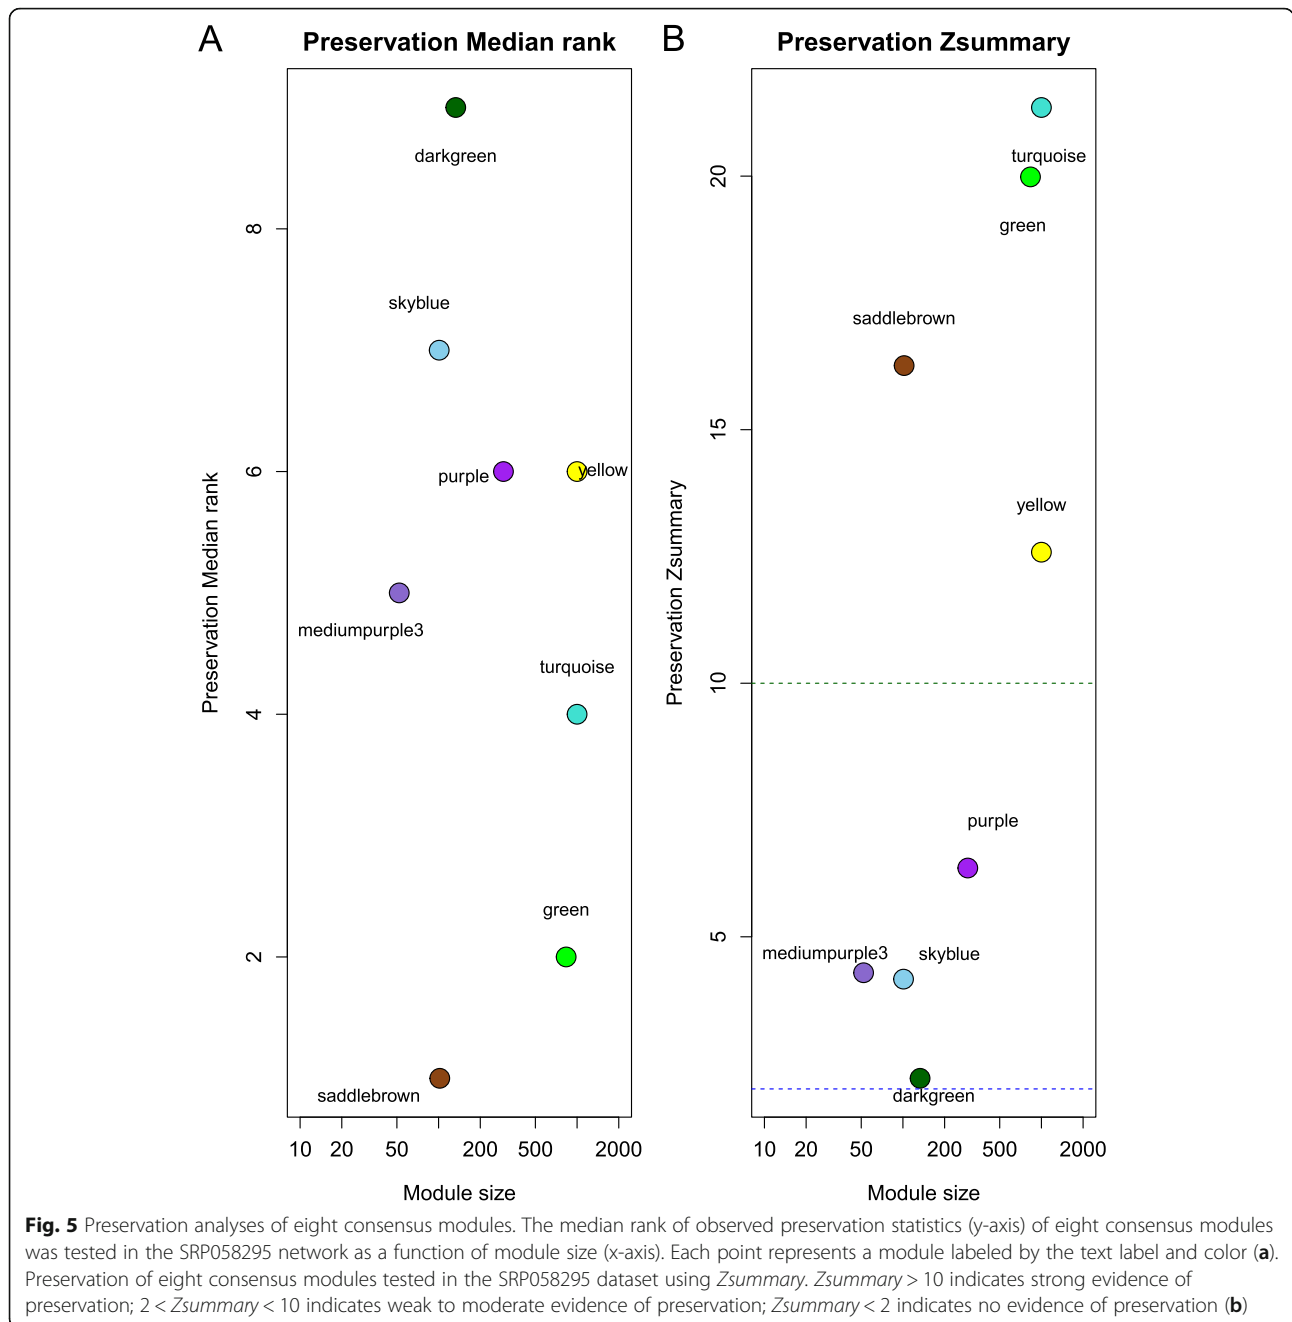 A
Preservation Median rank
darkgreen
skyblue
purple
yellow
mediumpurple3
turquoise
green
saddlebrown
Preservation Median rank
8
6
4
2
10 20 50 200 500 2000
Module size
B
Preservation Zsummary
turquoise
green
saddlebrown
yellow
purple
mediumpurple3
skyblue
darkgreen
Preservation Zsummary
20
15
10
5
10 20 50 200 500 2000
Module size
Fig. 5 Preservation analyses of eight consensus modules. The median rank of observed preservation statistics (y-axis) of eight consensus modules
was tested in the SRP058295 network as a function of module size (x-axis). Each point represents a module labeled by the text label and color (a).
Preservation of eight consensus modules tested in the SRP058295 dataset using Zsummary. Zsummary > 10 indicates strong evidence of
preservation; 2 < Zsummary < 10 indicates weak to moderate evidence of preservation; Zsummary < 2 indicates no evidence of preservation (b)